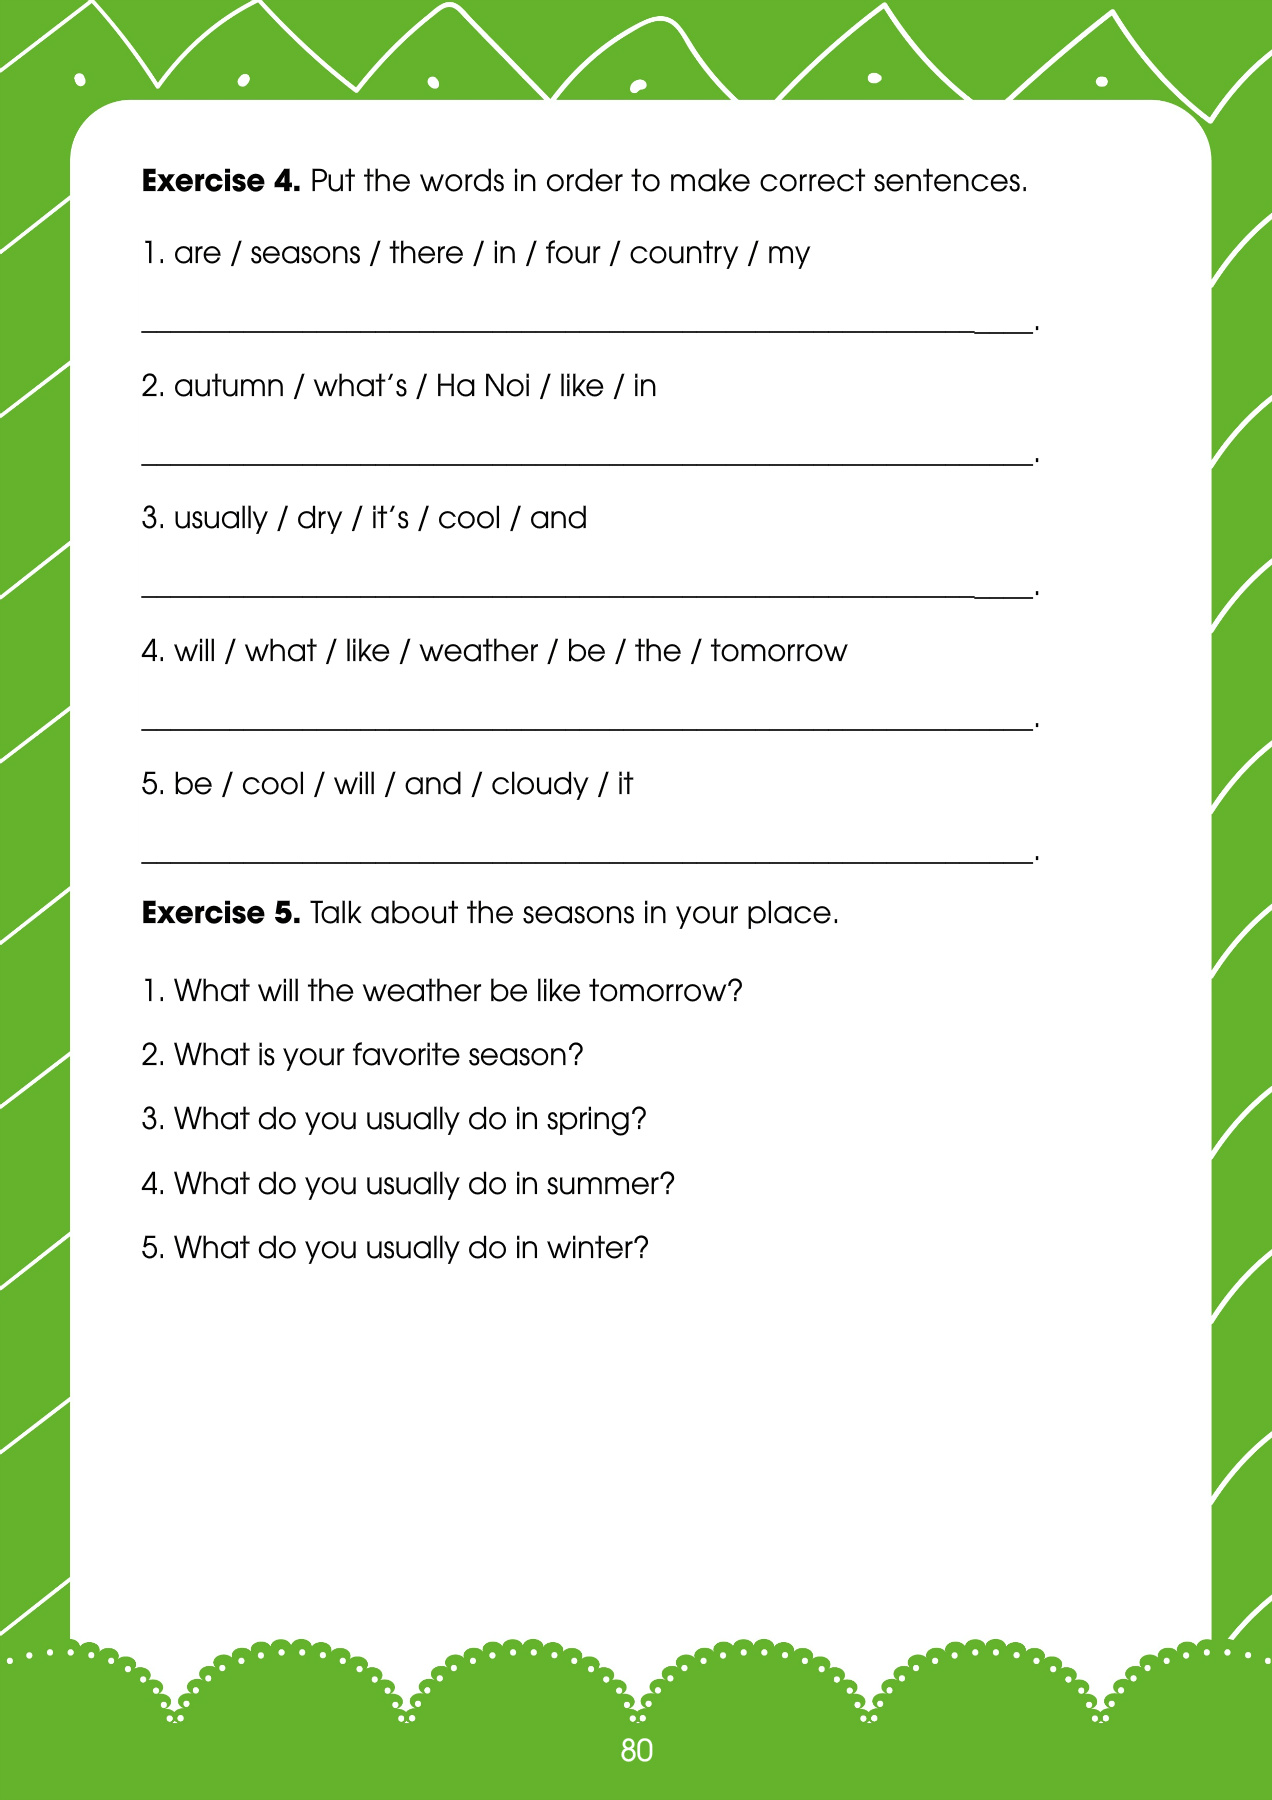 Exercise 4. Put the words in order to make correct sentences.
1. are / seasons / there / in / four / country / my
______________________________________________________________.
2. autumn / what’s / Ha Noi / like / in
______________________________________________________________.
3. usually / dry / it’s / cool / and
______________________________________________________________.
4. will / what / like / weather / be / the / tomorrow
______________________________________________________________.
5. be / cool / will / and / cloudy / it
______________________________________________________________.
Exercise 5. Talk about the seasons in your place.
1. What will the weather be like tomorrow?
2. What is your favorite season?
3. What do you usually do in spring?
4. What do you usually do in summer?
5. What do you usually do in winter?
80